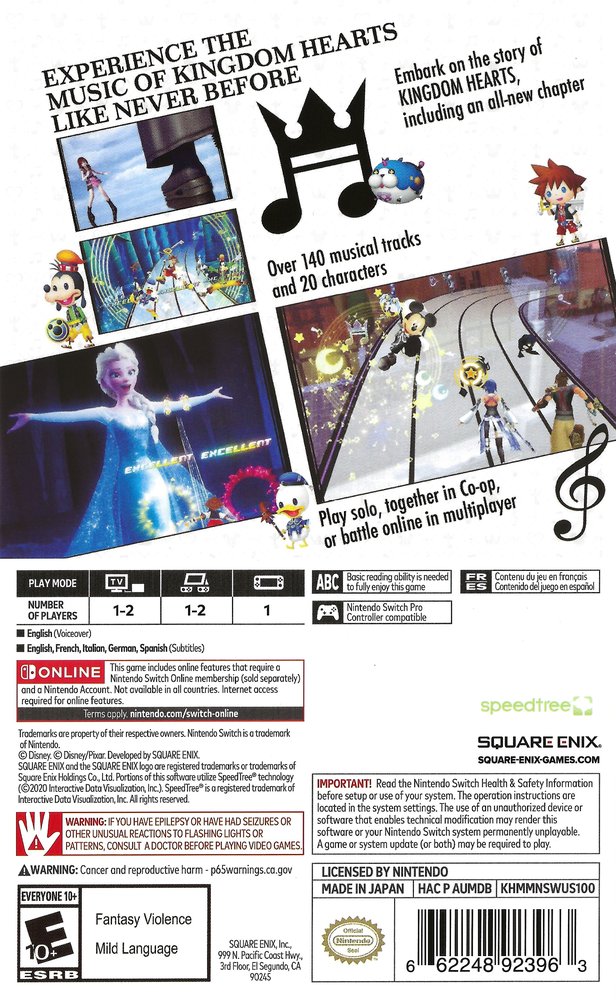 EXPERIENCE THE
MUSIC OF KINGDOM HEARTS
LIKE NEVER BEFORE
Embark on the story of
KINGDOM HEARTS,
including an all-new chapter
Over 140 musical tracks
and 20 characters
EXCELLENT EXCELLENT
Play solo, together in Co-op,
or battle online in multiplayer
PLAY MODE
TV
NUMBER
OF PLAYERS
1-2
1-2
1
ABC
Basic reading ability is needed
to fully enjoy this game
FR
ES
Contenu du jeu en français
Contenido del juego en español
Nintendo Switch Pro
Controller compatible
English (Voiceover)
English, French, Italian, German, Spanish (Subtitles)
ONLINE
This game includes online features that require a
Nintendo Switch Online membership (sold separately)
and a Nintendo Account. Not available in all countries. Internet access
required for online features.
Terms apply. nintendo.com/switch-online
Trademarks are property of their respective owners. Nintendo Switch is a trademark
of Nintendo.
© Disney. © Disney/Pixar. Developed by SQUARE ENIX.
SQUARE ENIX and the SQUARE ENIX logo are registered trademarks or trademarks of
Square Enix Holdings Co., Ltd. Portions of this software utilize SpeedTree® technology
(©2020 Interactive Data Visualization, Inc.). SpeedTree® is a registered trademark of
Interactive Data Visualization, Inc. All rights reserved.
speedtree
SQUARE ENIX.
SQUARE-ENIX-GAMES.COM
WARNING: IF YOU HAVE EPILEPSY OR HAVE HAD SEIZURES OR
OTHER UNUSUAL REACTIONS TO FLASHING LIGHTS OR
PATTERNS, CONSULT A DOCTOR BEFORE PLAYING VIDEO GAMES.
WARNING: Cancer and reproductive harm - p65warnings.ca.gov
IMPORTANT! Read the Nintendo Switch Health & Safety Information
before setup or use of your system. The operation instructions are
located in the system settings. The use of an unauthorized device or
software that enables technical modification may render this
software or your Nintendo Switch system permanently unplayable.
A game or system update (or both) may be required to play.
LICENSED BY NINTENDO
MADE IN JAPAN
HAC P AUMDB
KHMMNSWUS100
EVERYONE 10+
E
10+
ESRB
Fantasy Violence
Mild Language
SQUARE ENIX, Inc.,
999 N. Pacific Coast Hwy.,
3rd Floor, El Segundo, CA
90245
Official
Nintendo
Seal
6 62248 92396 3